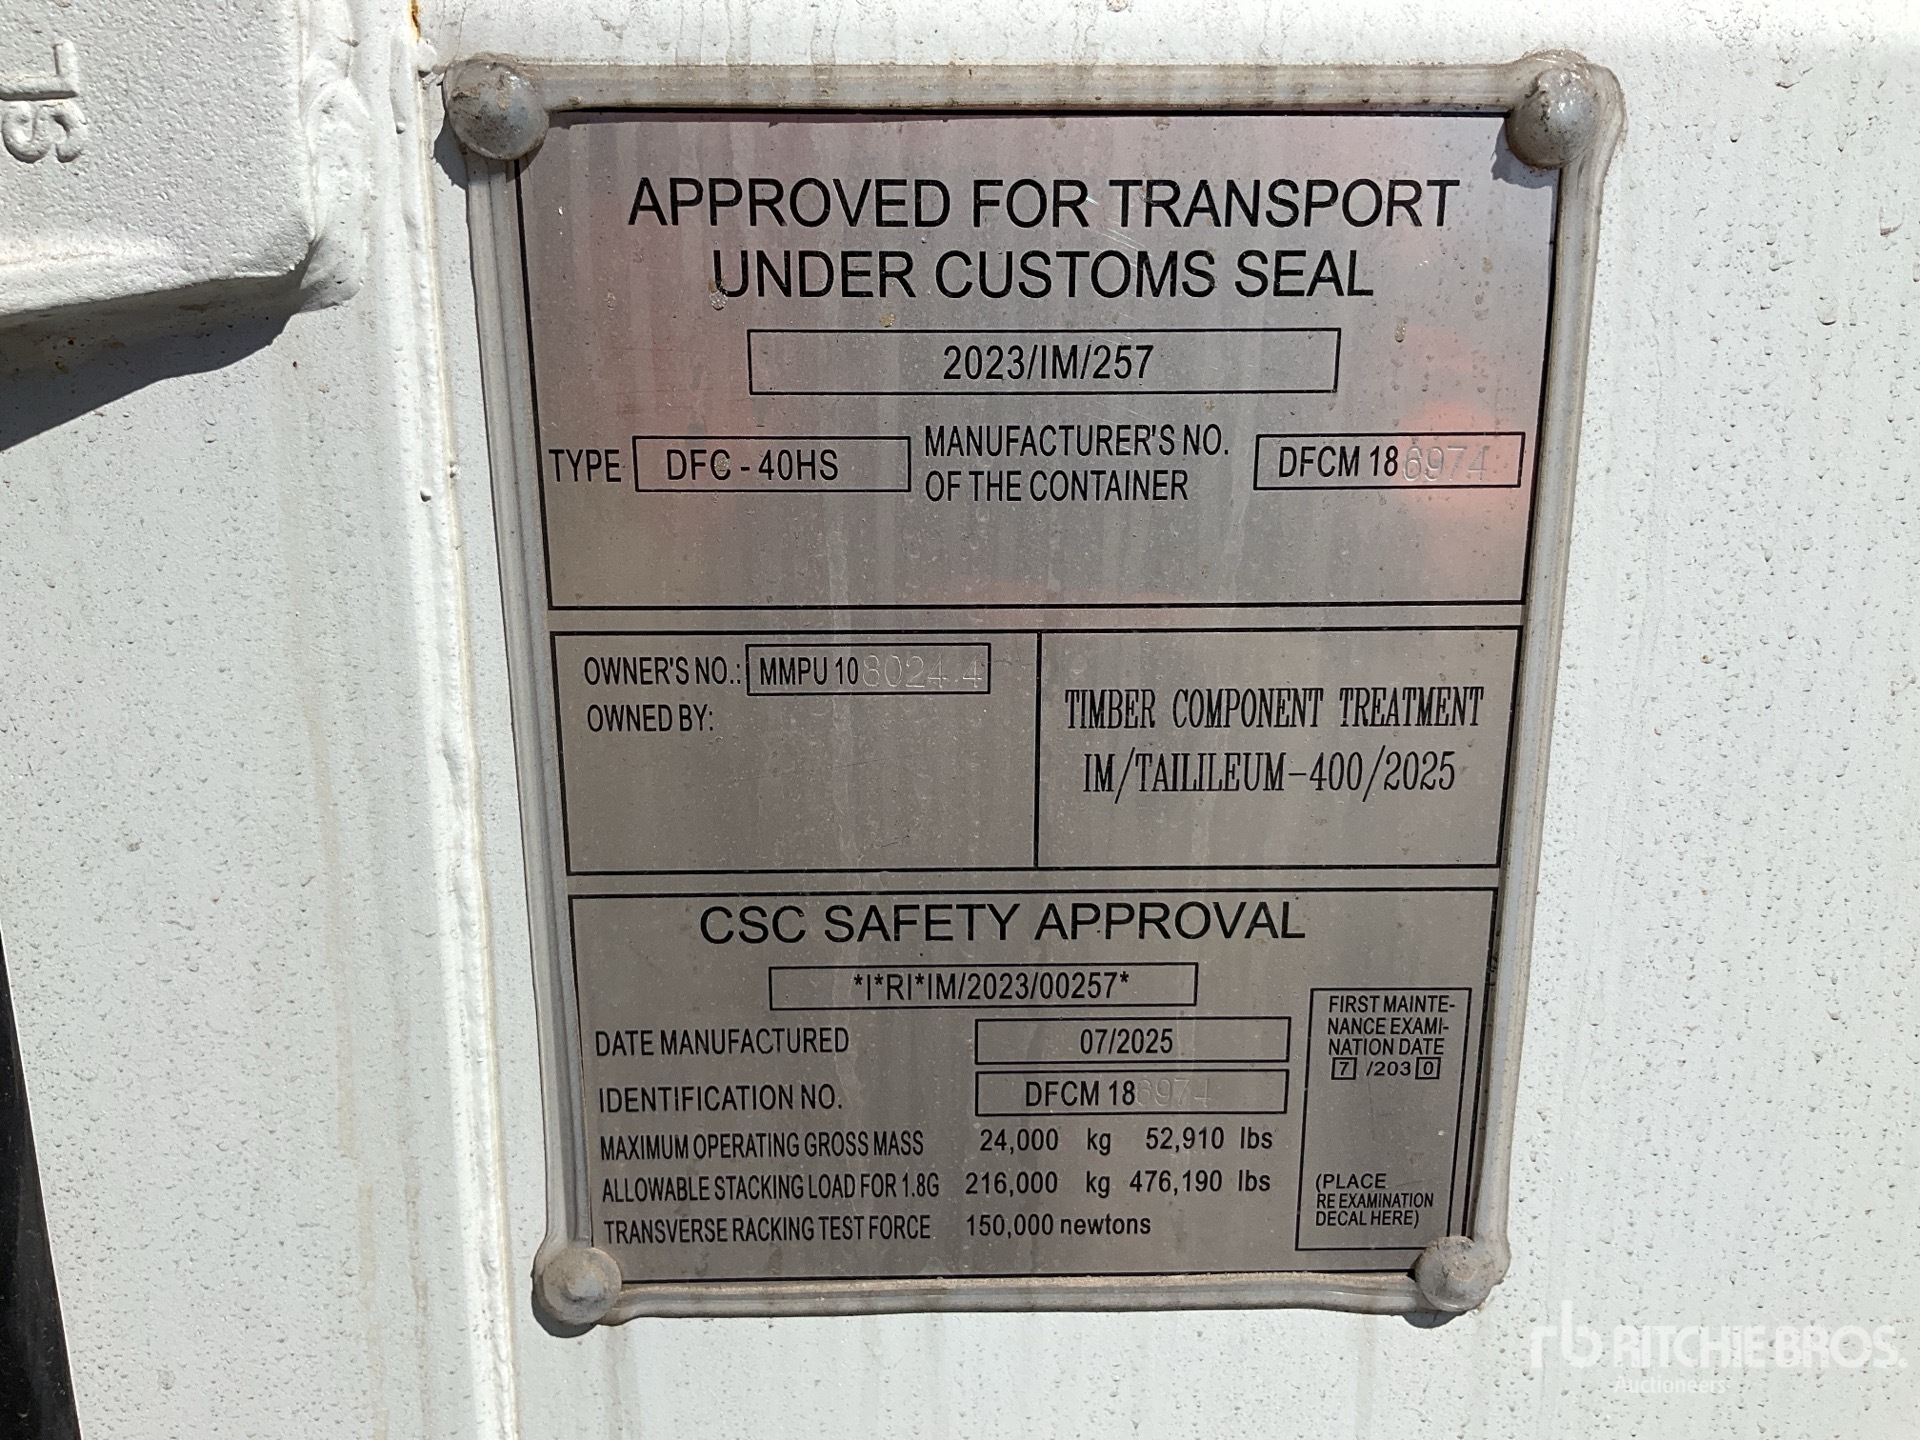 APPROVED FOR TRANSPORT
UNDER CUSTOMS SEAL
2023/IM/257
TYPE DFC - 40HS
MANUFACTURER'S NO.
OF THE CONTAINER
DFCM 186974
OWNER'S NO.: MMPU 1080244
OWNED BY:
TIMBER COMPONENT TREATMENT
IM/TAILILEUM-400/2025
CSC SAFETY APPROVAL
*I*RI*IM/2023/00257*
DATE MANUFACTURED 07/2025
IDENTIFICATION NO. DFCM 186974
MAXIMUM OPERATING GROSS MASS 24,000 kg 52,910 lbs
ALLOWABLE STACKING LOAD FOR 1.8G 216,000 kg 476,190 lbs
TRANSVERSE RACKING TEST FORCE 150,000 newtons
FIRST MAINTE-
NANCE EXAMI-
NATION DATE
7 /203 0
(PLACE
RE EXAMINATION
DECAL HERE)
rb RITCHIE BROS.
Auctioneers